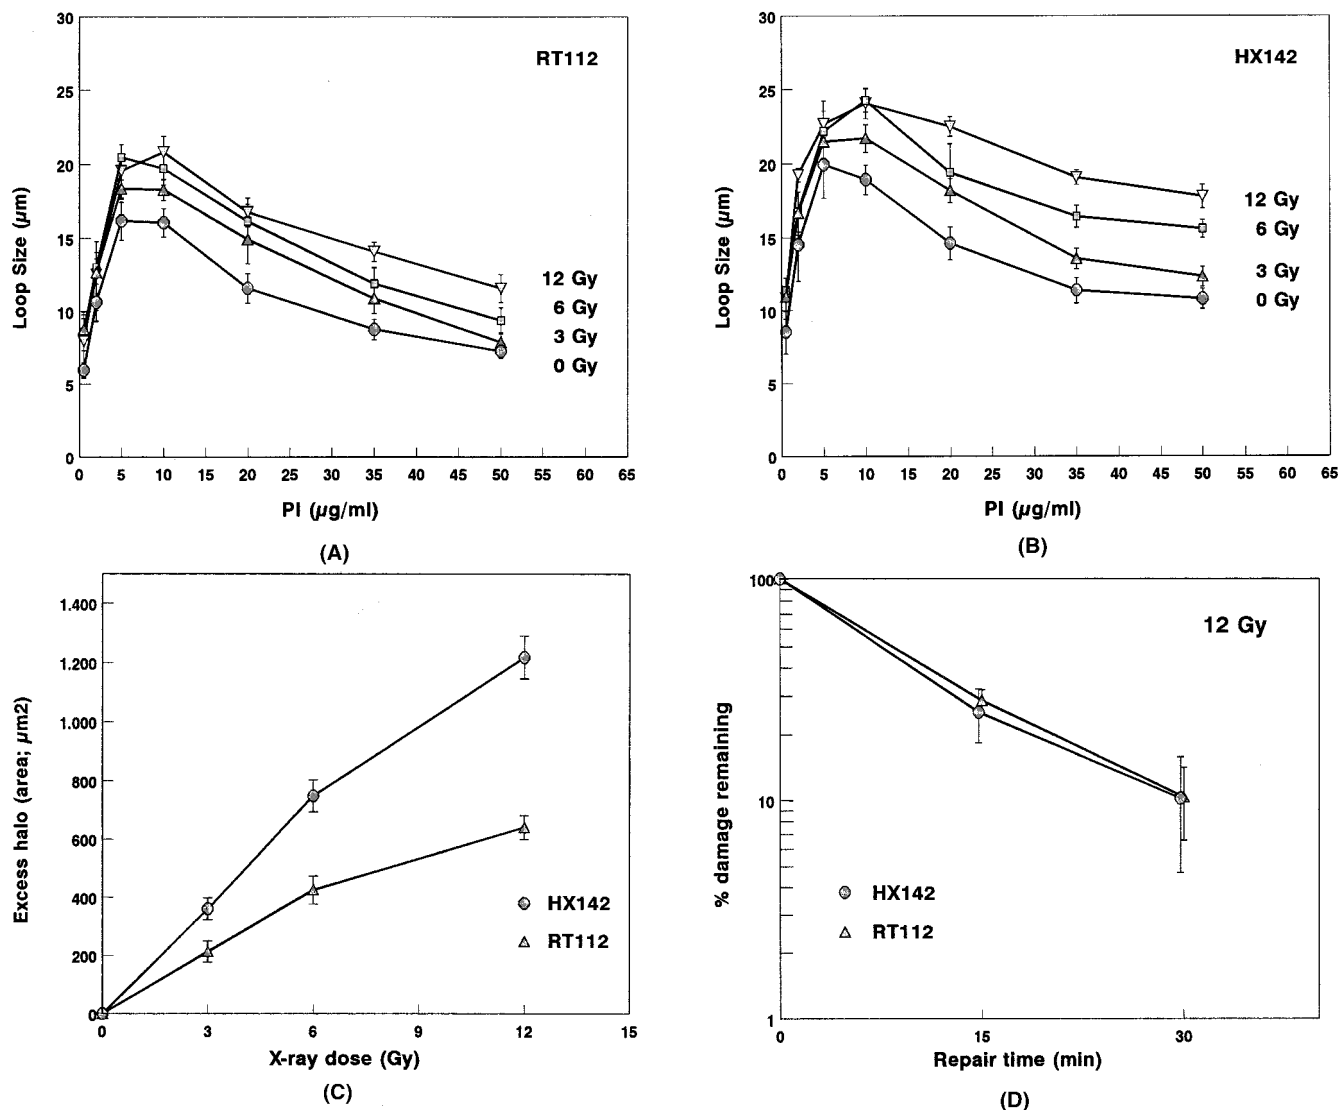 30
25
20
15
10
5
0
Loop Size (μm)
RT112
12 Gy
6 Gy
3 Gy
0 Gy
0 5 10 15 20 25 30 35 40 45 50 55 60 65
PI (μg/ml)
(A)
30
25
20
15
10
5
0
Loop Size (μm)
HX142
12 Gy
6 Gy
3 Gy
0 Gy
0 5 10 15 20 25 30 35 40 45 50 55 60 65
PI (μg/ml)
(B)
1.400
1.200
1.000
800
600
400
200
0
Excess halo (area; μm2)
HX142
RT112
0 3 6 9 12 15
X-ray dose (Gy)
(C)
100
10
1
% damage remaining
12 Gy
HX142
RT112
0 15 30
Repair time (min)
(D)